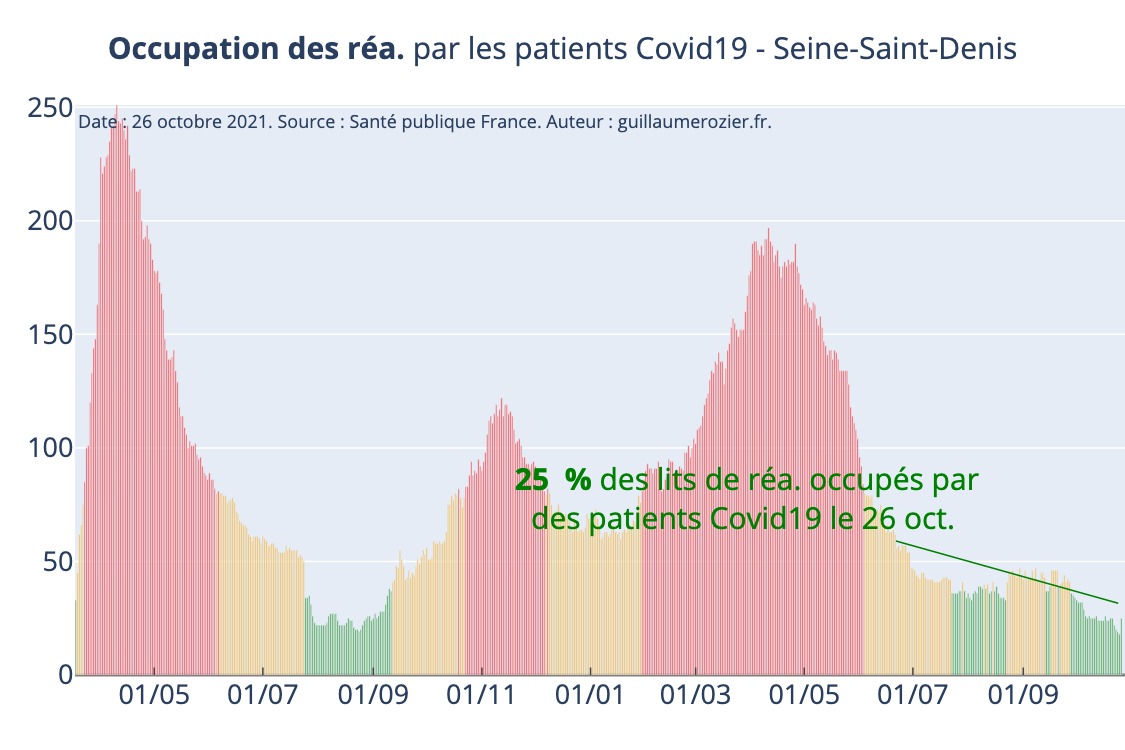 Occupation des réa. par les patients Covid19 - Seine-Saint-Denis
250
Date : 26 octobre 2021. Source : Santé publique France. Auteur : guillaumerozier.fr.
200
150
100
25 % des lits de réa. occupés par
des patients Covid19 le 26 oct.
50
0
01/05 01/07 01/09 01/11 01/01 01/03 01/05 01/07 01/09